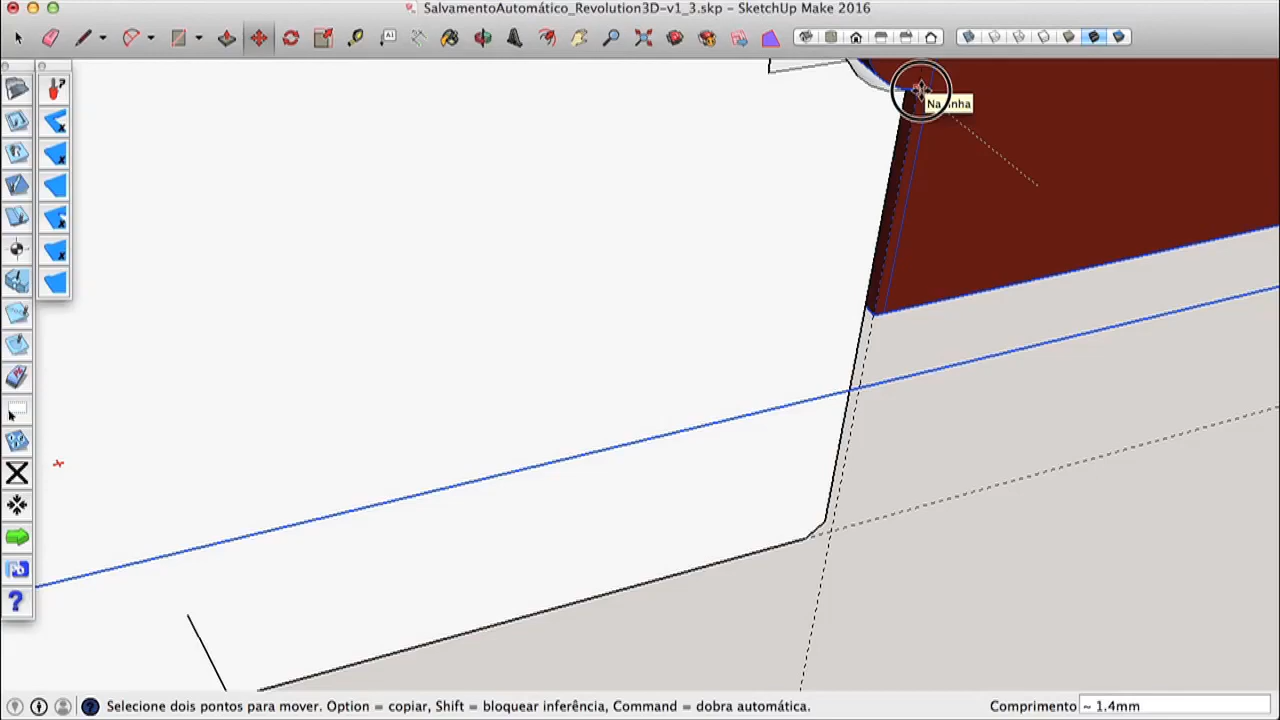 SalvamentoAutomático_Revolution3D-v1_3.skp - SketchUp Make 2016
Selecione dois pontos para mover. Option = copiar, Shift = bloquear inferência, Command = dobra automática.
Comprimento ~ 1,4mm